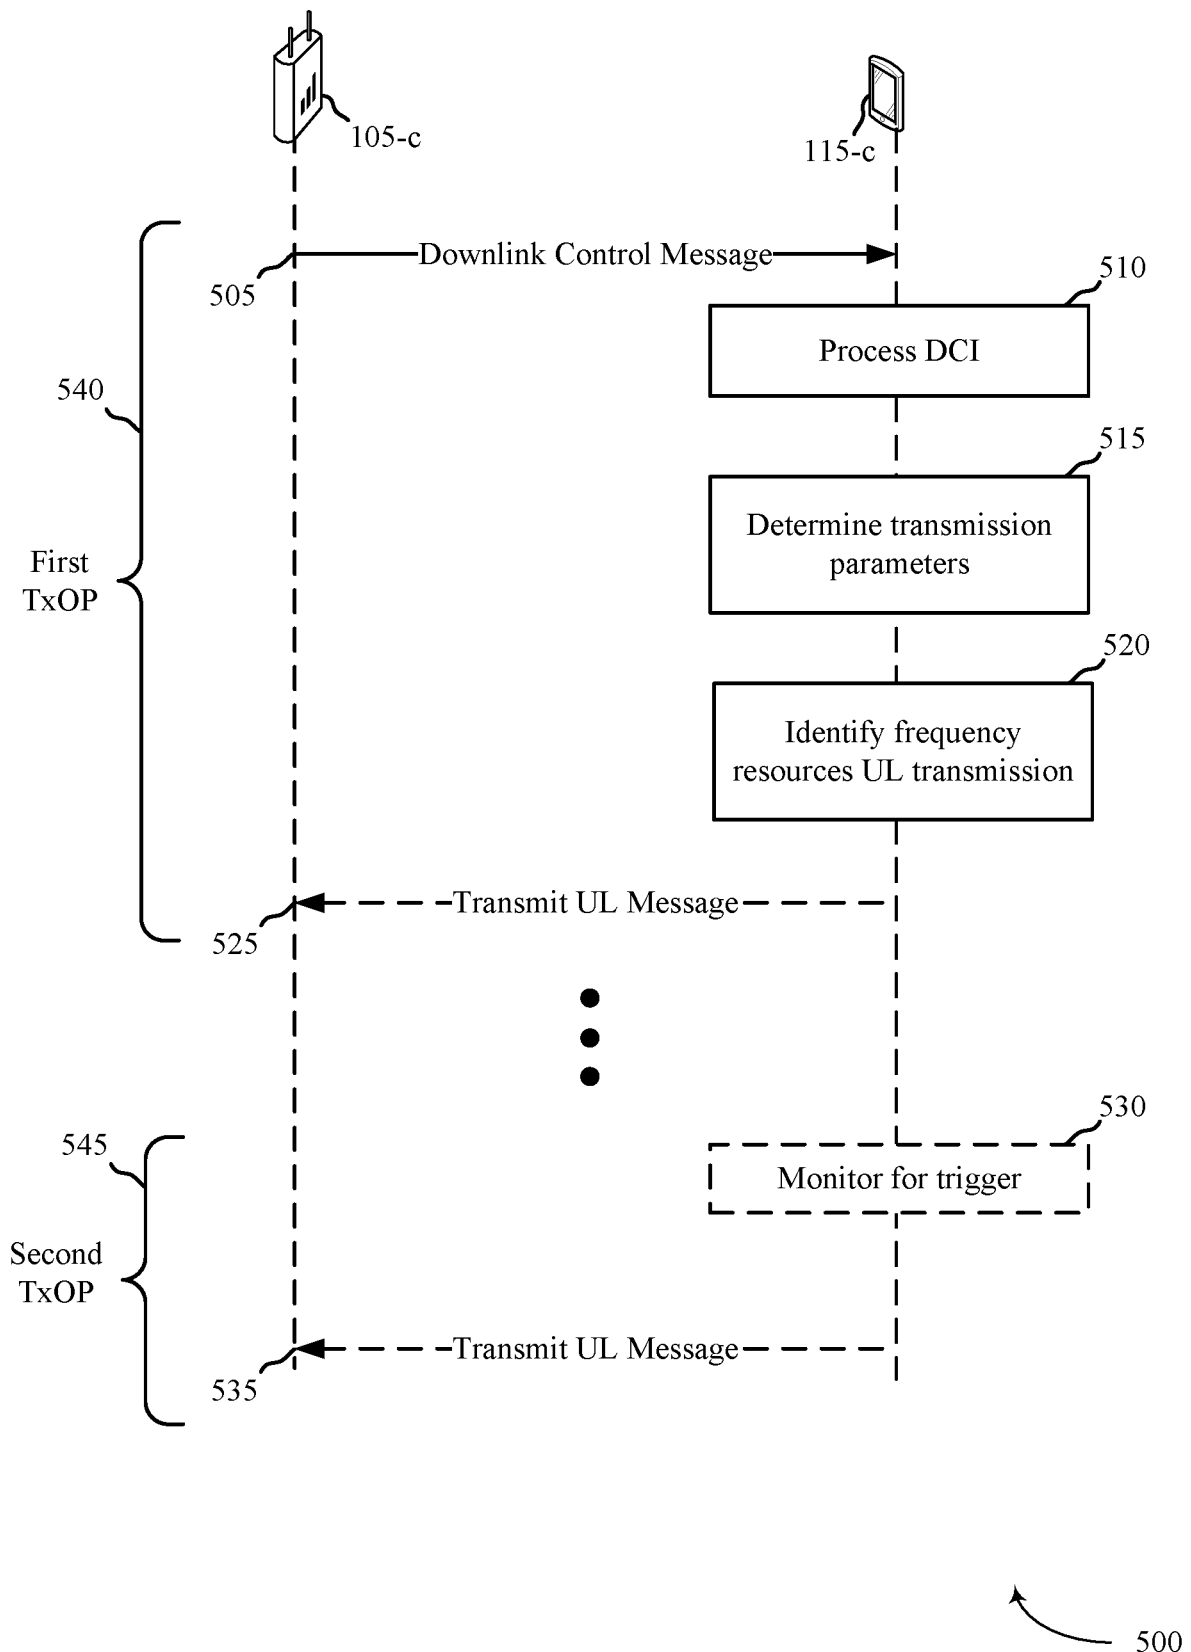 105-c
115-c
Downlink Control Message
505
510
Process DCI
540
515
Determine transmission
parameters
First
TxOP
520
Identify frequency
resources UL transmission
Transmit UL Message
525
530
545
Monitor for trigger
Second
TxOP
Transmit UL Message
535
500